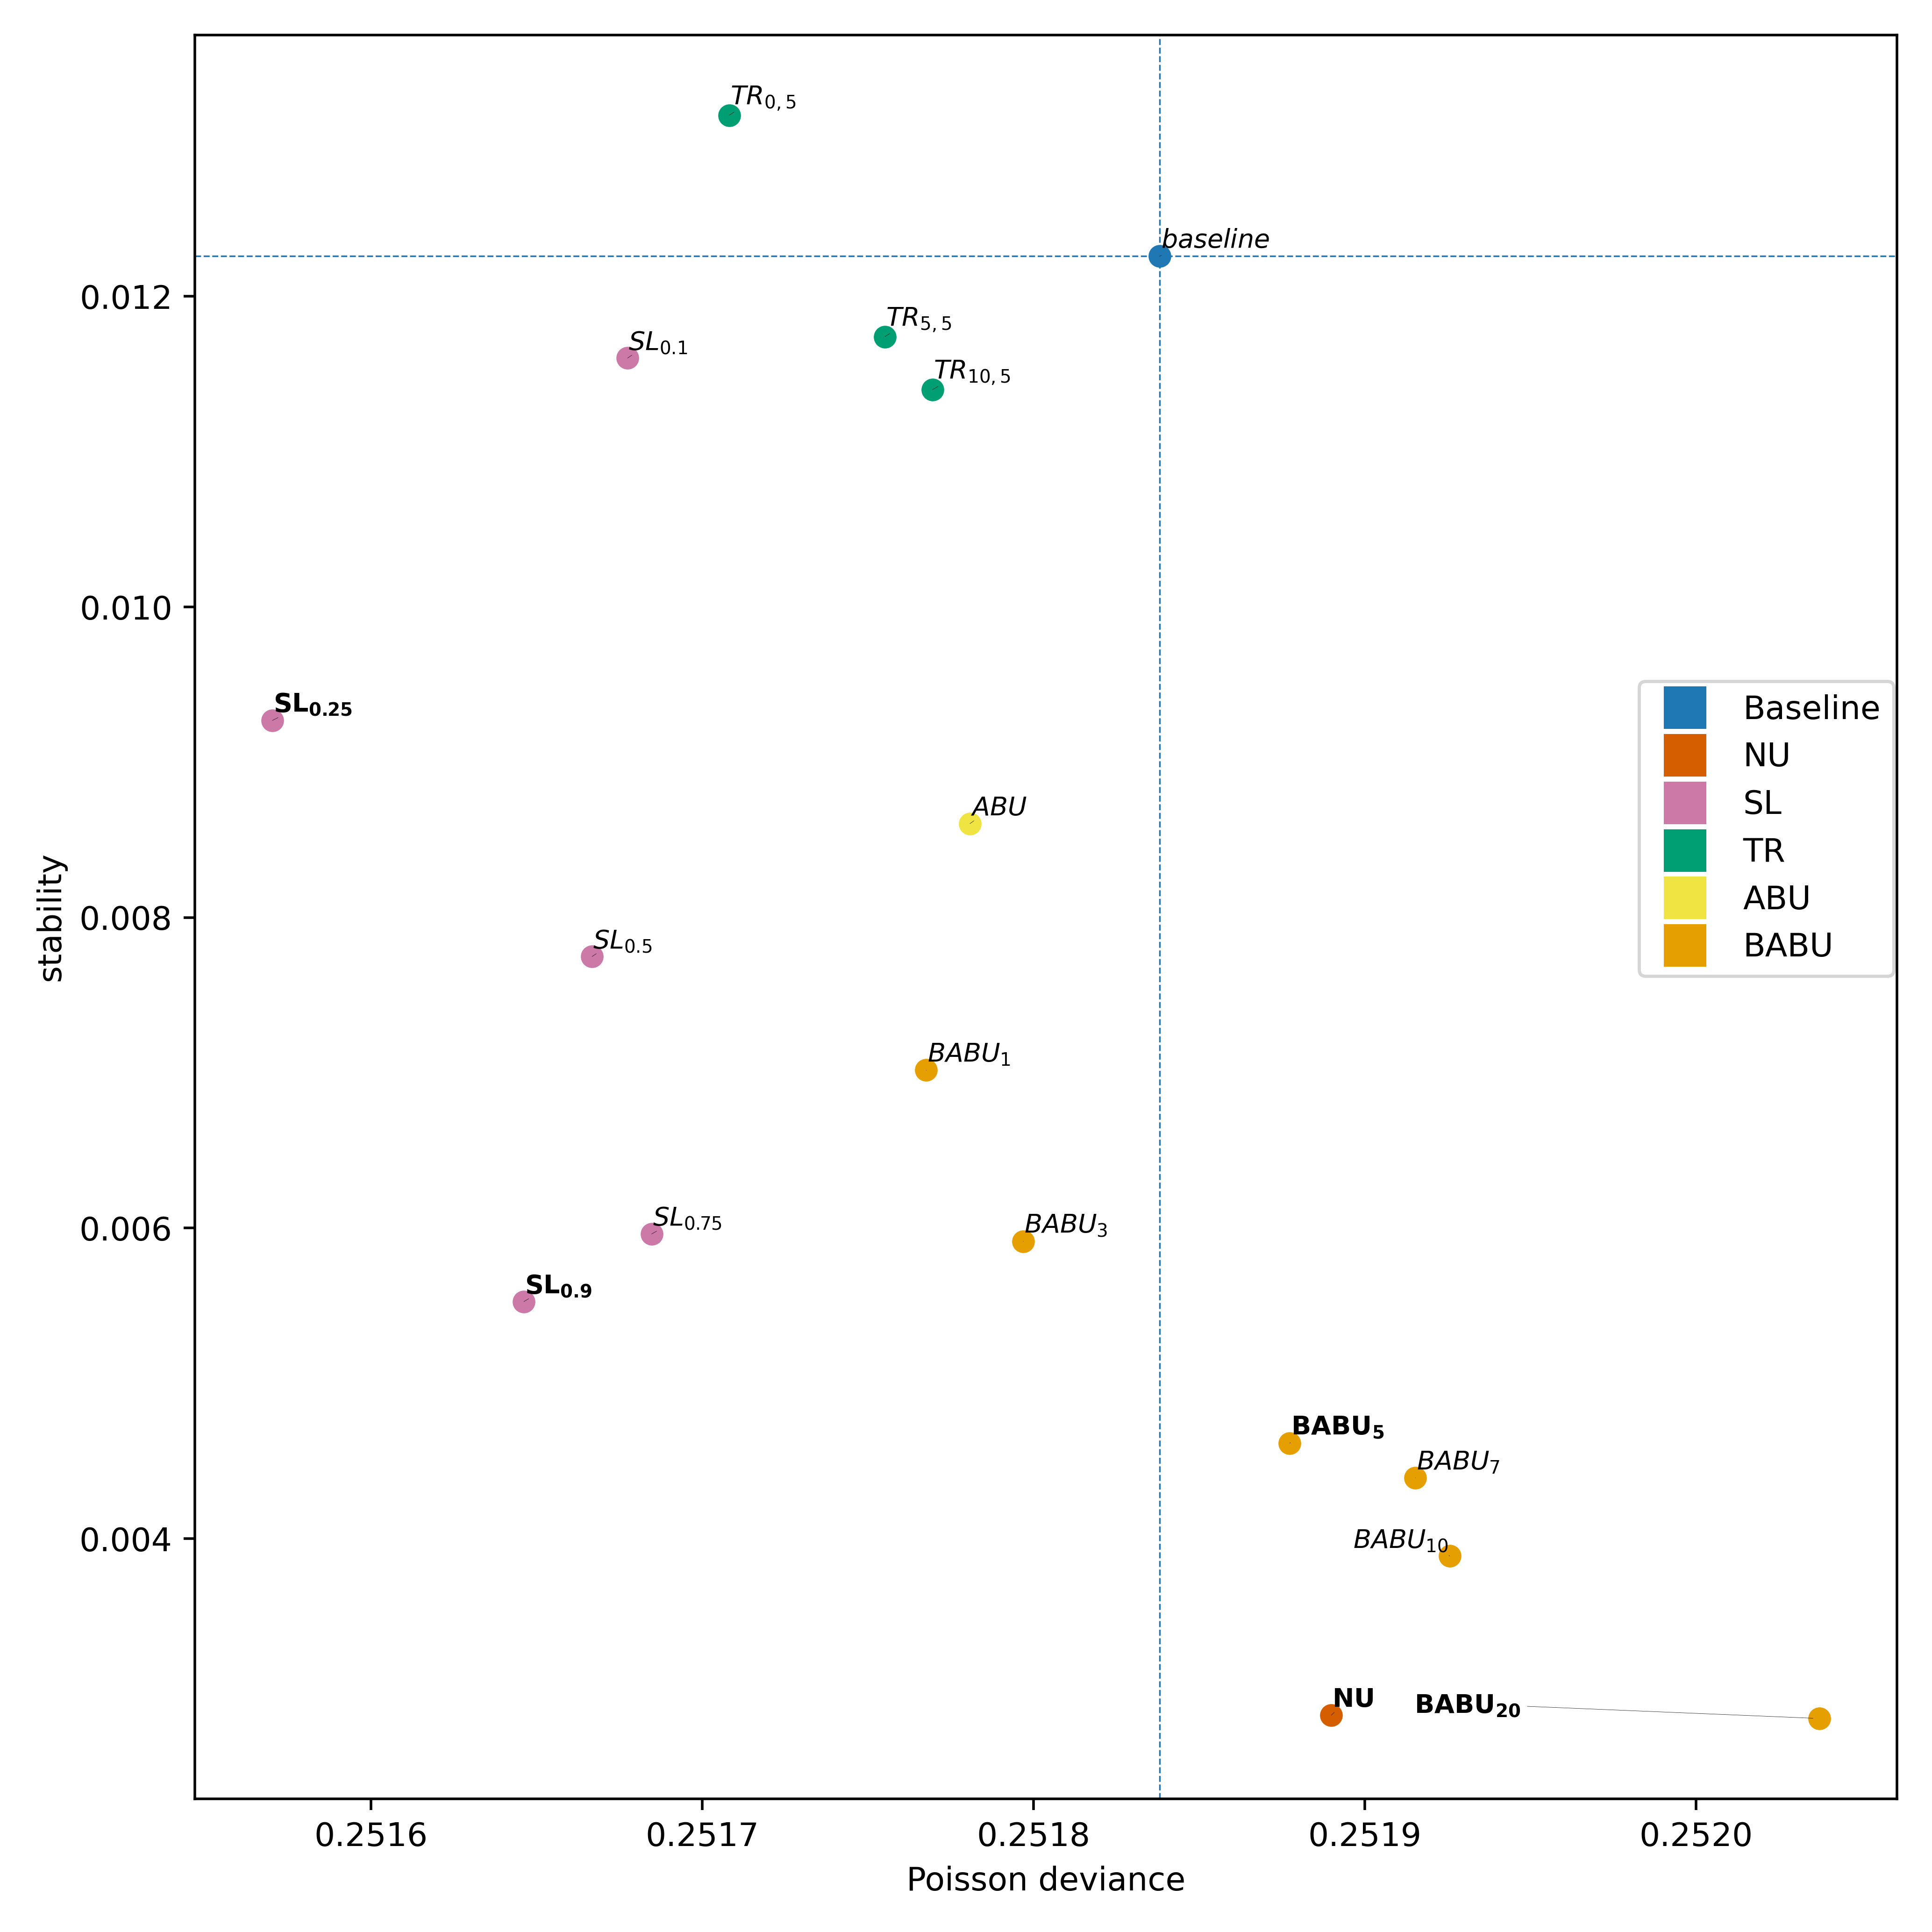 TR0,5
baseline
0.012
TR5,5
SL0.1
TR10,5
0.010
SL0.25
Baseline
NU
SL
TR
ABU
BABU
ABU
0.008
SL0.5
stability
BABU1
0.006
SL0.75
BABU3
SL0.9
BABU5
BABU7
0.004
BABU10
NU
BABU20
0.2516
0.2517
0.2518
0.2519
0.2520
Poisson deviance